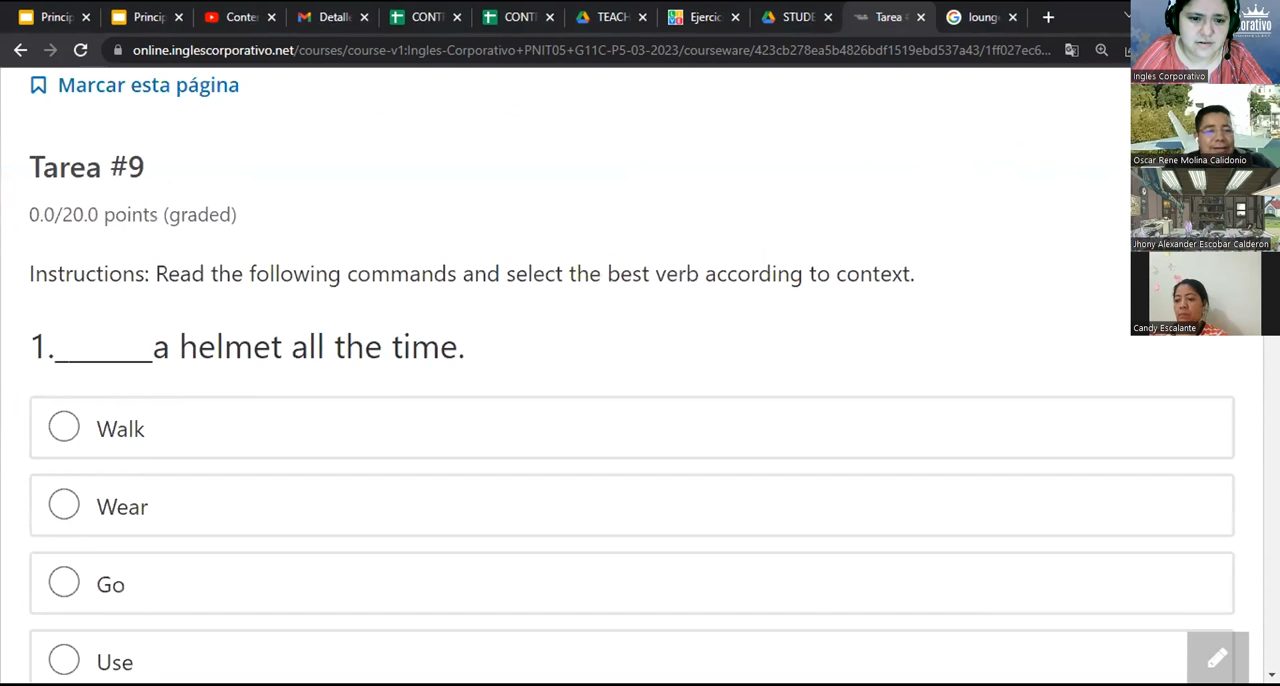 Princip
Princip
Conte
Detall
CONT
CONT
TEACH
Ejercic
STUDE
Tarea
loung
online.inglescorporativo.net/courses/course-v1:Ingles-Corporativo+PNIT05+G11C-P5-03-2023/courseware/423cb278ea5b4826bdf1519ebd537a43/1ff027ec6...
orativo
Ingles Corporativo
Marcar esta página
Oscar Rene Molina Calidonio
Tarea #9
0.0/20.0 points (graded)
Jhony Alexander Escobar Calderon
Instructions: Read the following commands and select the best verb according to context.
Candy Escalante
1.______a helmet all the time.
Walk
Wear
Go
Use